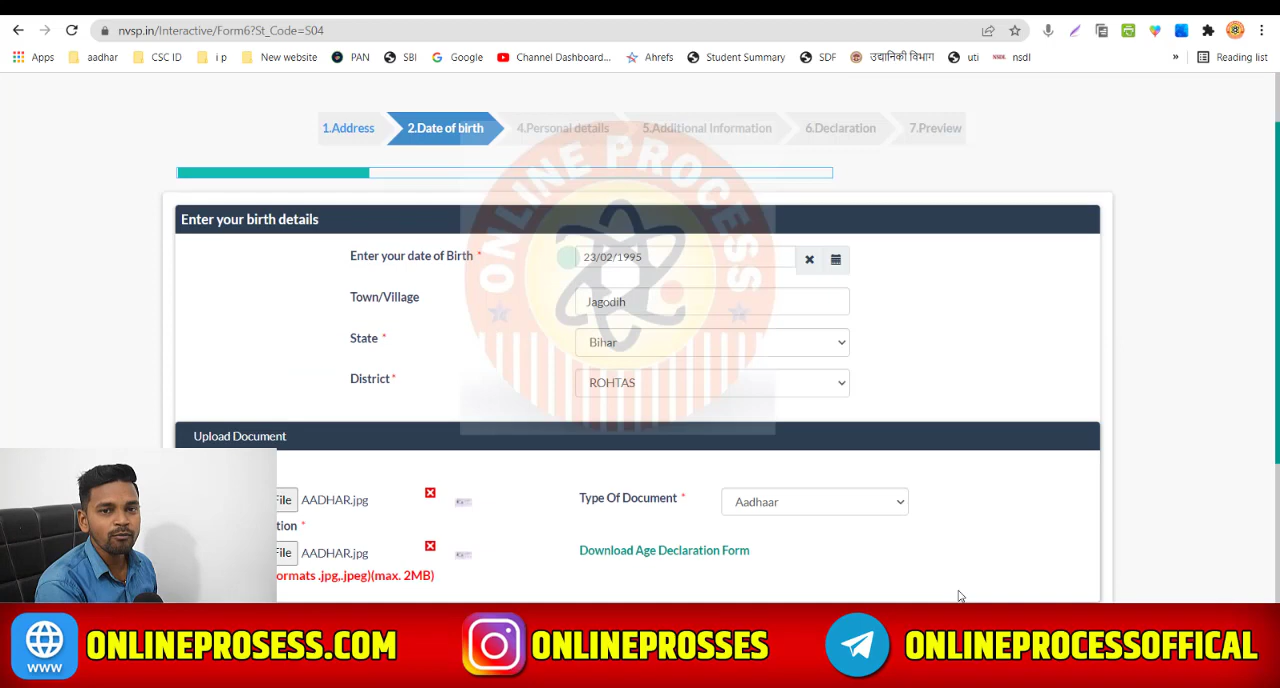 nvsp.in/Interactive/Form6?St_Code=S04
Apps aadhar CSC ID i p New website PAN SBI Google Channel Dashboard... Ahrefs Student Summary SDF उद्यानिकी विभाग uti NSDL nsdl » Reading list
1.Address 2.Date of birth 4.Personal details 5.Additional Information 6.Declaration 7.Preview
ONLINE PROCESS
Enter your birth details
Enter your date of Birth * 23/02/1995
Town/Village Jagodih
State * Bihar
District * ROHTAS
Upload Document
File AADHAR.jpg Type Of Document * Aadhaar
tion *
File AADHAR.jpg Download Age Declaration Form
ormats .jpg,.jpeg)(max. 2MB)
WWW ONLINEPROSESS.COM ONLINEPROSSES ONLINEPROCESSOFFICAL